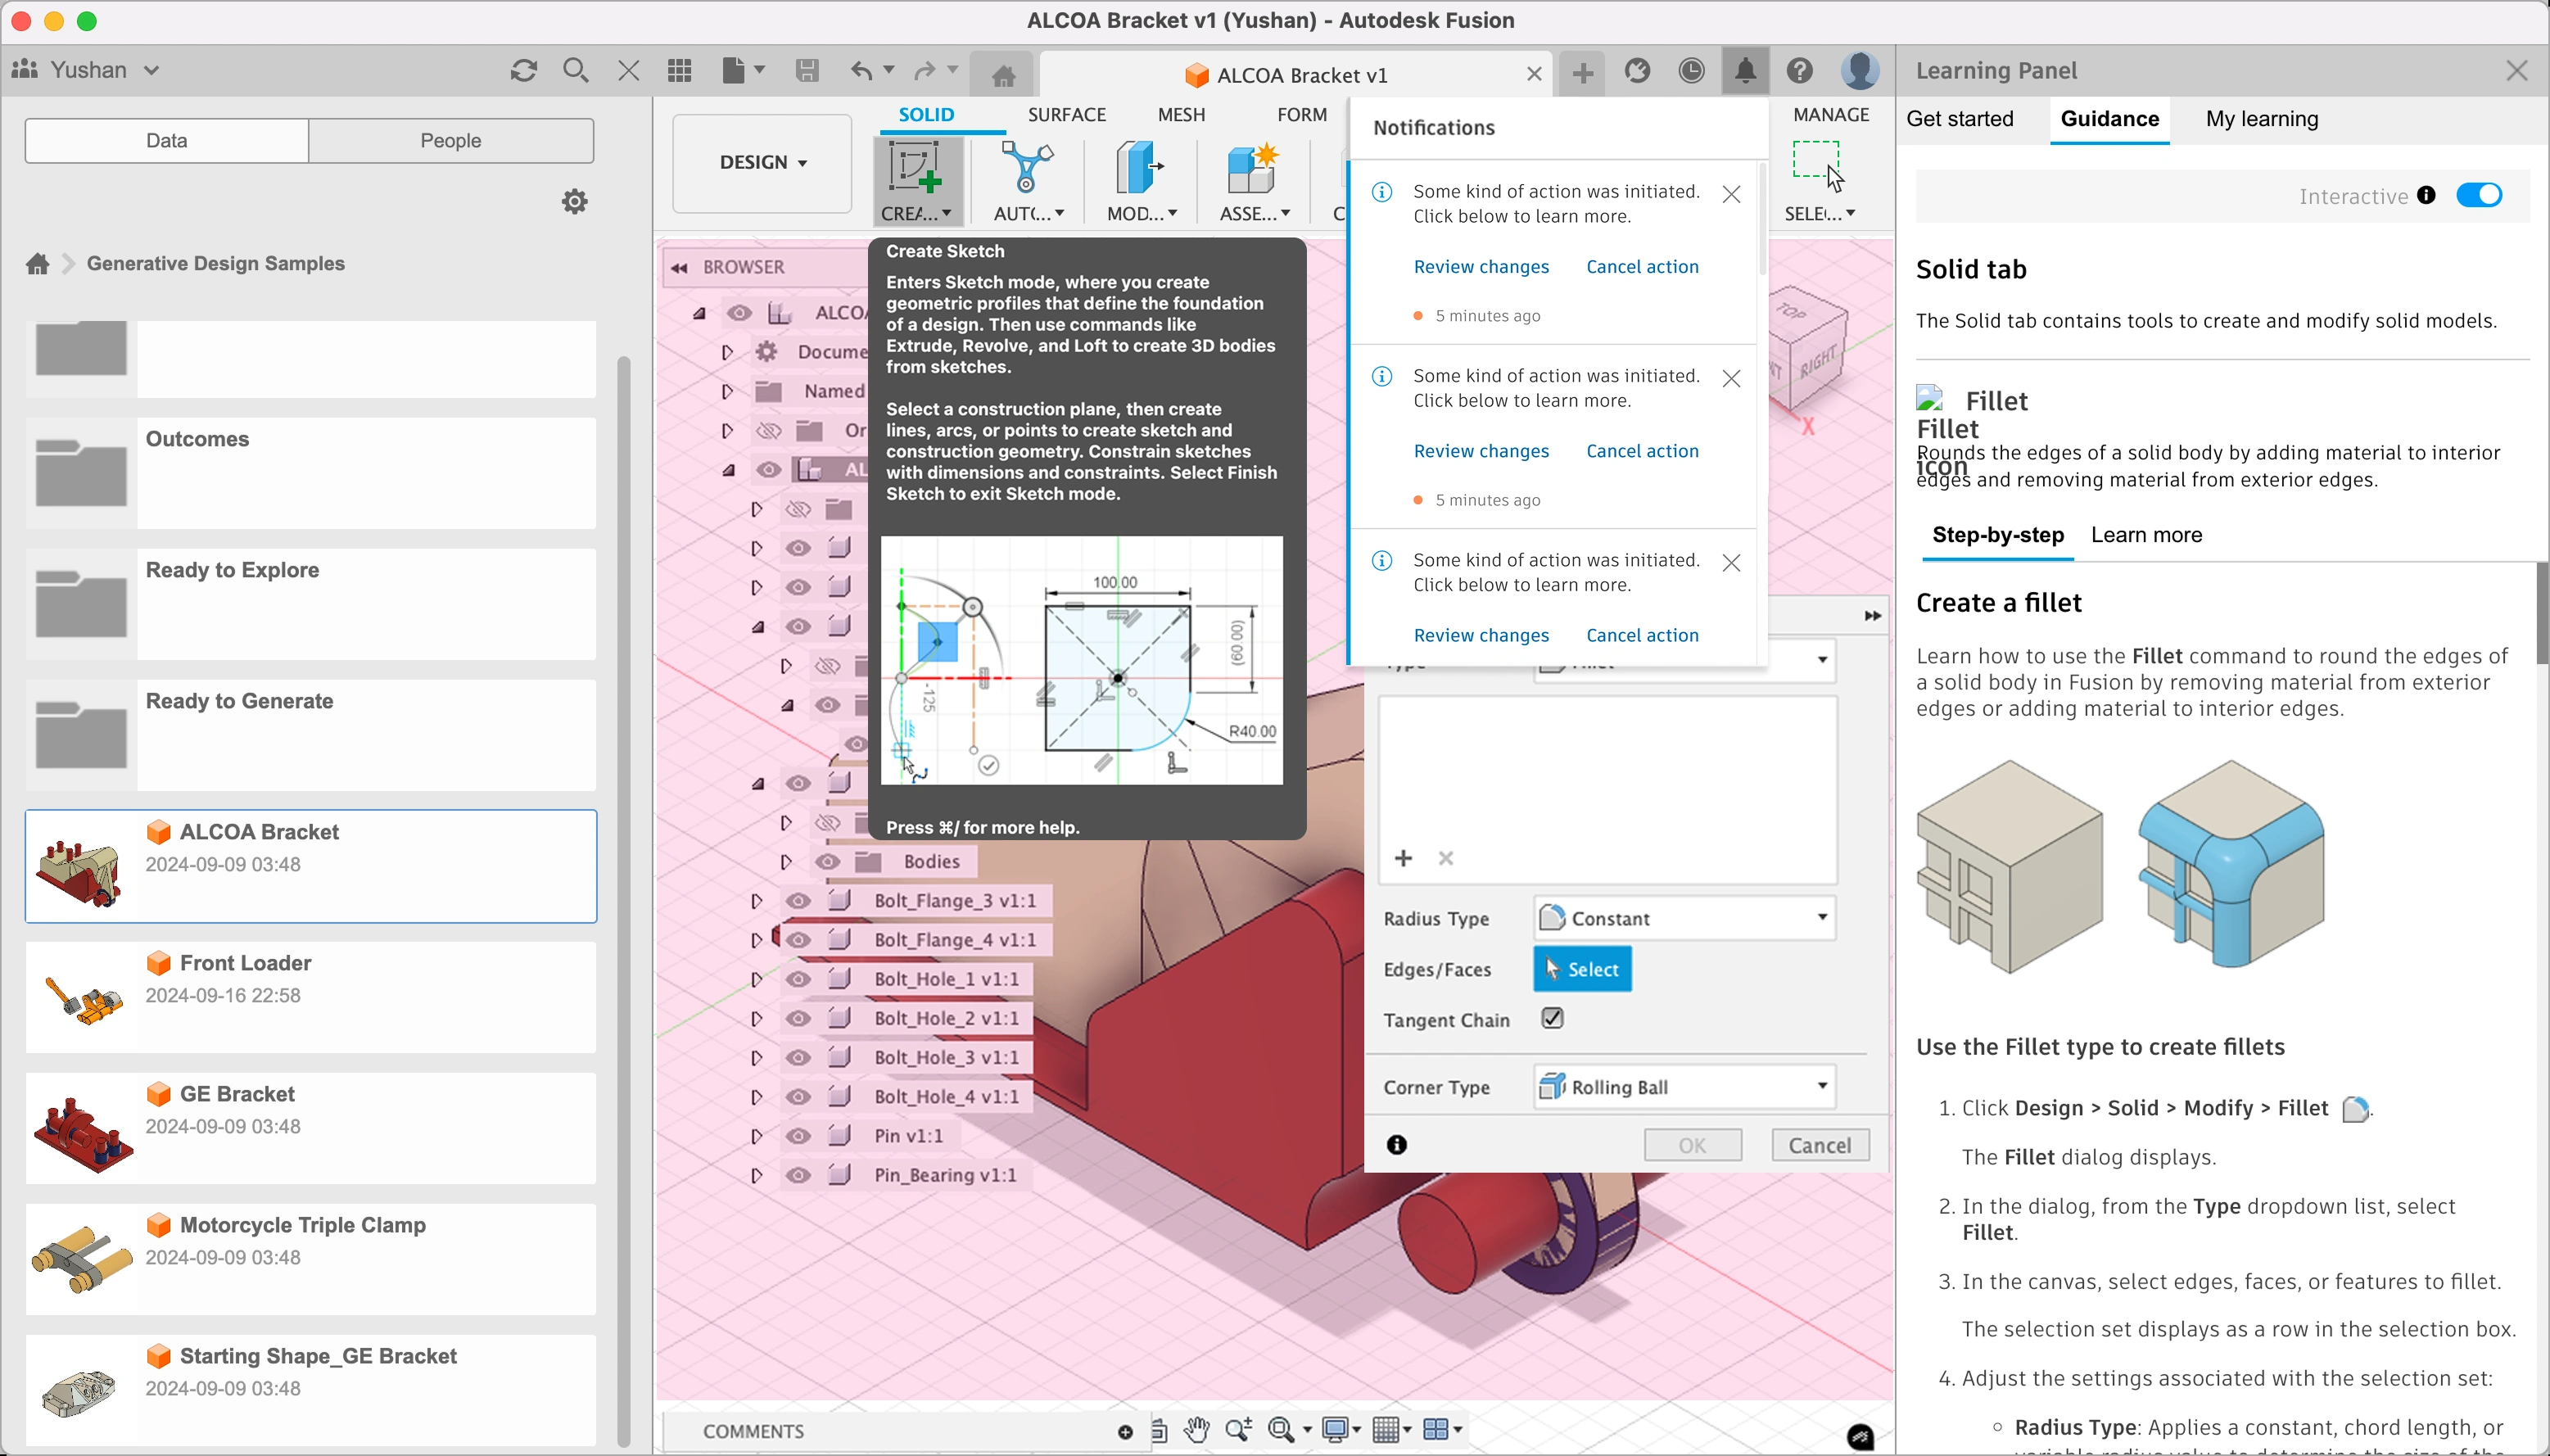 ALCOA Bracket v1 (Yushan) - Autodesk Fusion
Yushan
ALCOA Bracket v1
Data
People
Generative Design Samples
Outcomes
Ready to Explore
Ready to Generate
ALCOA Bracket
2024-09-09 03:48
Front Loader
2024-09-16 22:58
GE Bracket
2024-09-09 03:48
Motorcycle Triple Clamp
2024-09-09 03:48
Starting Shape_GE Bracket
2024-09-09 03:48
DESIGN
SOLID
SURFACE
MESH
FORM
MANAGE
CREA...
AUT(...
MOD...
ASSE...
C
SELE(...
BROWSER
ALCOA
Docume
Named
Or
AL
Bodies
Bolt_Flange_3 v1:1
Bolt_Flange_4 v1:1
Bolt_Hole_1 v1:1
Bolt_Hole_2 v1:1
Bolt_Hole_3 v1:1
Bolt_Hole_4 v1:1
Pin v1:1
Pin_Bearing v1:1
COMMENTS
Create Sketch
Enters Sketch mode, where you create
geometric profiles that define the foundation
of a design. Then use commands like
Extrude, Revolve, and Loft to create 3D bodies
from sketches.
Select a construction plane, then create
lines, arcs, or points to create sketch and
construction geometry. Constrain sketches
with dimensions and constraints. Select Finish
Sketch to exit Sketch mode.
100.00
(60.00)
-125
R40.00
Press ⌘/ for more help.
Notifications
Some kind of action was initiated.
Click below to learn more.
Review changes
Cancel action
5 minutes ago
Some kind of action was initiated.
Click below to learn more.
Review changes
Cancel action
5 minutes ago
Some kind of action was initiated.
Click below to learn more.
Review changes
Cancel action
TOP
RIGHT
X
Radius Type
Constant
Edges/Faces
Select
Tangent Chain
Corner Type
Rolling Ball
OK
Cancel
Learning Panel
Get started
Guidance
My learning
Interactive
Solid tab
The Solid tab contains tools to create and modify solid models.
Fillet
Fillet
icon
Rounds the edges of a solid body by adding material to interior
edges and removing material from exterior edges.
Step-by-step
Learn more
Create a fillet
Learn how to use the Fillet command to round the edges of
a solid body in Fusion by removing material from exterior
edges or adding material to interior edges.
Use the Fillet type to create fillets
1. Click Design > Solid > Modify > Fillet .
The Fillet dialog displays.
2. In the dialog, from the Type dropdown list, select
Fillet.
3. In the canvas, select edges, faces, or features to fillet.
The selection set displays as a row in the selection box.
4. Adjust the settings associated with the selection set:
Radius Type: Applies a constant, chord length, or